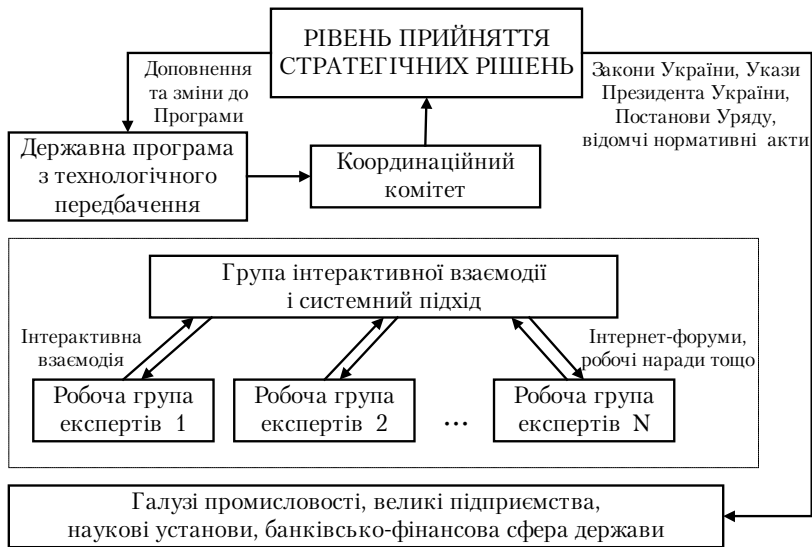 РІВЕНЬ ПРИЙНЯТТЯ
СТРАТЕГІЧНИХ РІШЕНЬ
Доповнення
та зміни до
Програми
Закони України, Укази
Президента України,
Постанови Уряду,
відомчі нормативні акти
Державна програма
з технологічного
передбачення
Координаційний
комітет
Група інтерактивної взаємодії
і системний підхід
Інтерактивна
взаємодія
Інтернет-форуми,
робочі наради тощо
Робоча група
експертів 1
Робоча група
експертів 2
...
Робоча група
експертів N
Галузі промисловості, великі підприємства,
наукові установи, банківсько-фінансова сфера держави